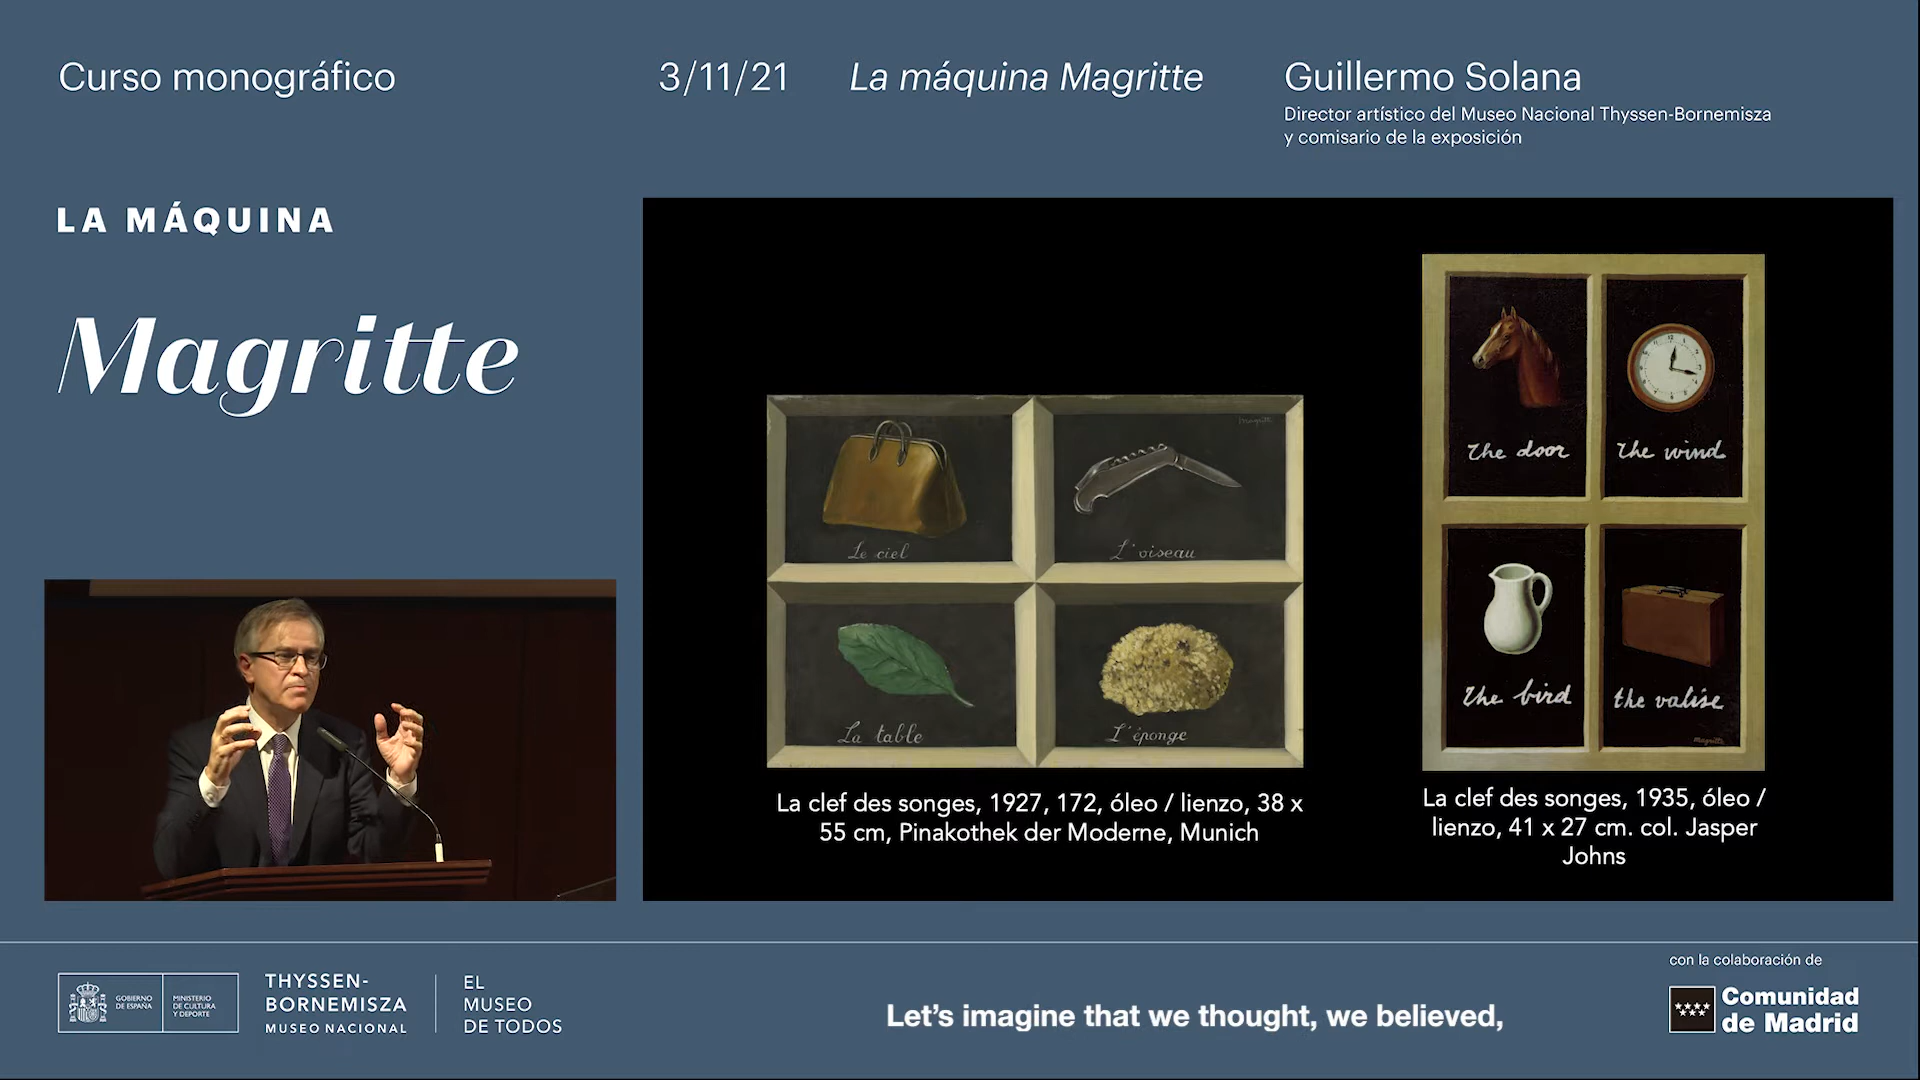 Curso monográfico
3/11/21
La máquina Magritte
Guillermo Solana
Director artístico del Museo Nacional Thyssen-Bornemisza
y comisario de la exposición
LA MÁQUINA
Magritte
Le ciel
L'oiseau
Magritte
La table
L'éponge
La clef des songes, 1927, 172, óleo / lienzo, 38 x
55 cm, Pinakothek der Moderne, Munich
The door
The wind
The bird
the valise
Magritte
La clef des songes, 1935, óleo /
lienzo, 41 x 27 cm. col. Jasper
Johns
GOBIERNO
DE ESPAÑA
MINISTERIO
DE CULTURA
Y DEPORTE
THYSSEN-
BORNEMISZA
MUSEO NACIONAL
EL
MUSEO
DE TODOS
Let's imagine that we thought, we believed,
con la colaboración de
Comunidad
de Madrid